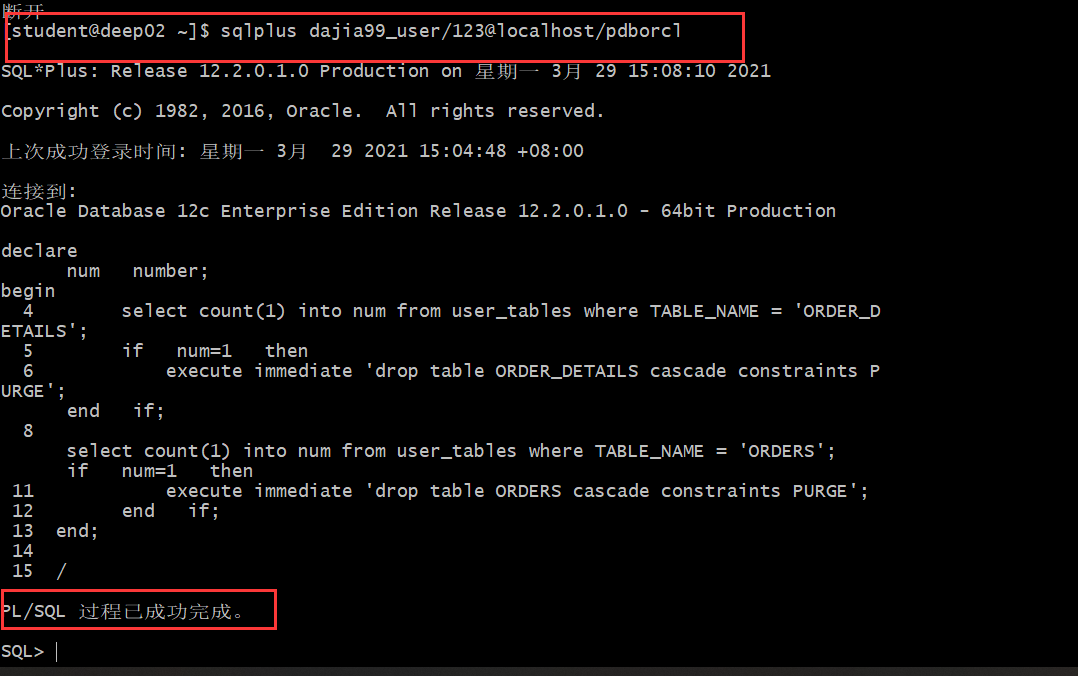 断开
[student@deep02 ~]$ sqlplus dajia99_user/123@localhost/pdborcl
SQL*Plus: Release 12.2.0.1.0 Production on 星期一 3月 29 15:08:10 2021
Copyright (c) 1982, 2016, Oracle.  All rights reserved.
上次成功登录时间: 星期一 3月  29 2021 15:04:48 +08:00
连接到:
Oracle Database 12c Enterprise Edition Release 12.2.0.1.0 - 64bit Production
declare
      num   number;
begin
  4        select count(1) into num from user_tables where TABLE_NAME = 'ORDER_D
ETAILS';
  5        if   num=1   then
  6            execute immediate 'drop table ORDER_DETAILS cascade constraints P
URGE';
      end   if;
  8
      select count(1) into num from user_tables where TABLE_NAME = 'ORDERS';
      if   num=1   then
 11            execute immediate 'drop table ORDERS cascade constraints PURGE';
 12        end   if;
 13  end;
 14
 15  /
PL/SQL 过程已成功完成。
SQL>